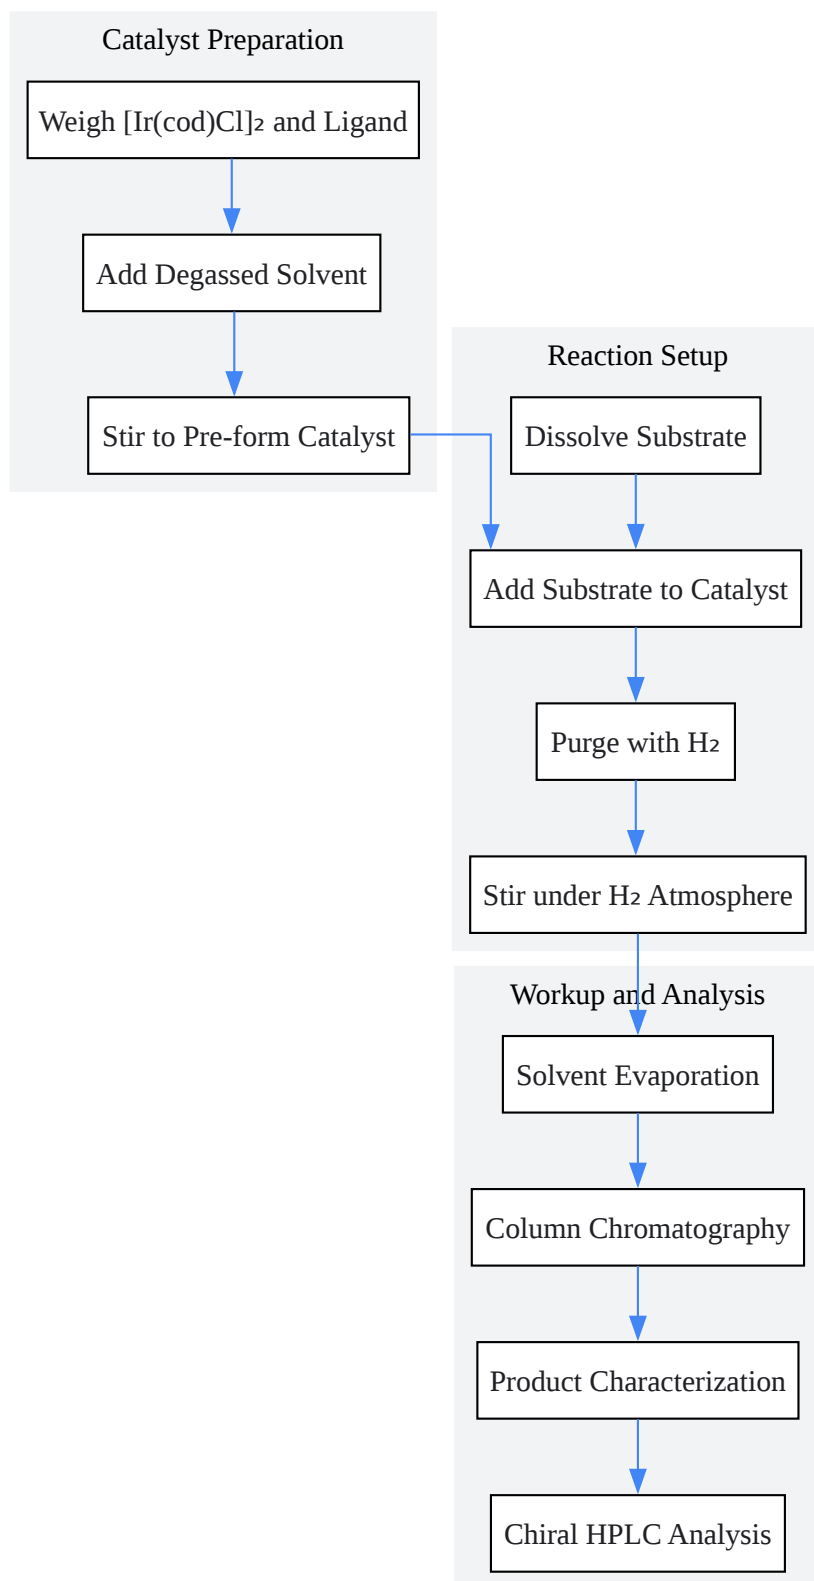 Catalyst Preparation
Weigh [Ir(cod)Cl]₂ and Ligand
Add Degassed Solvent
Stir to Pre-form Catalyst
Reaction Setup
Dissolve Substrate
Add Substrate to Catalyst
Purge with H₂
Stir under H₂ Atmosphere
Workup and Analysis
Solvent Evaporation
Column Chromatography
Product Characterization
Chiral HPLC Analysis